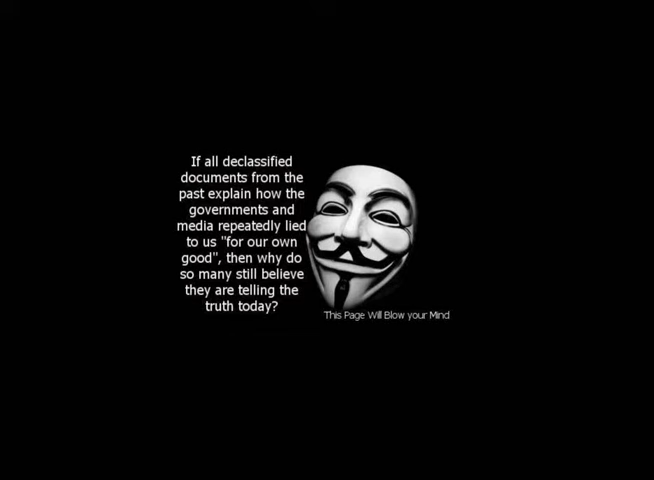 If all declassified
documents from the
past explain how the
governments and
media repeatedly lied
to us "for our own
good", then why do
so many still believe
they are telling the
truth today?
This Page Will Blow your Mind